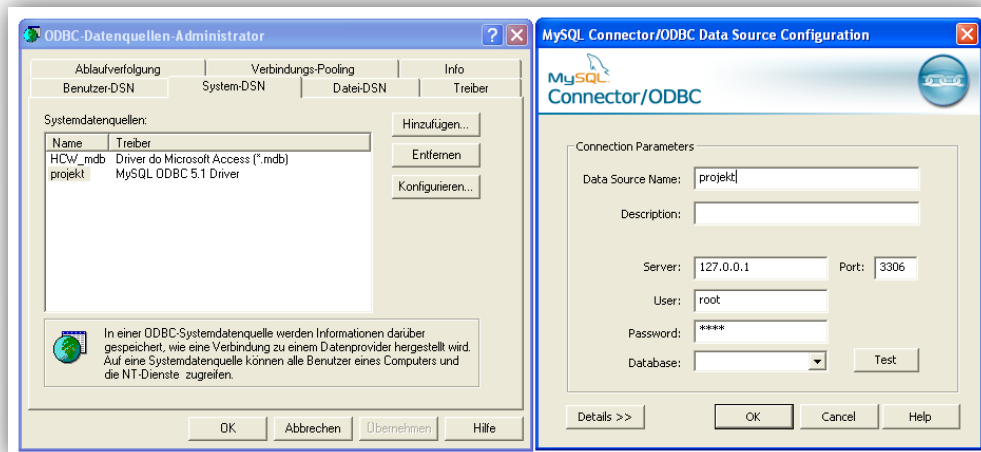 ODBC-Datenquellen-Administrator
Ablaufverfolgung Verbindungs-Pooling Info
Benutzer-DSN System-DSN Datei-DSN Treiber
Systemdatenquellen:
Name Treiber
HCW_mdb Driver do Microsoft Access (*.mdb)
projekt MySQL ODBC 5.1 Driver
Hinzufügen...
Entfernen
Konfigurieren...
In einer ODBC-Systemdatenquelle werden Informationen darüber
gespeichert, wie eine Verbindung zu einem Datenprovider hergestellt wird.
Auf eine Systemdatenquelle können alle Benutzer eines Computers und
die NT-Dienste zugreifen.
OK Abbrechen Übernehmen Hilfe
MySQL Connector/ODBC Data Source Configuration
MySQL
Connector/ODBC
Connection Parameters
Data Source Name: projekt
Description:
Server: 127.0.0.1 Port: 3306
User: root
Password: ****
Database: Test
Details >> OK Cancel Help